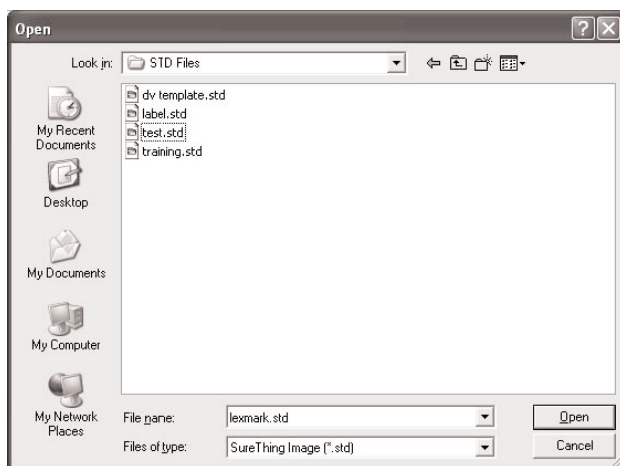 Open
Look in: STD Files
dv template.std
label.std
test.std
training.std
My Recent
Documents
Desktop
My Documents
My Computer
My Network
Places
File name: lexmark.std Open
Files of type: SureThing Image (*.std) Cancel